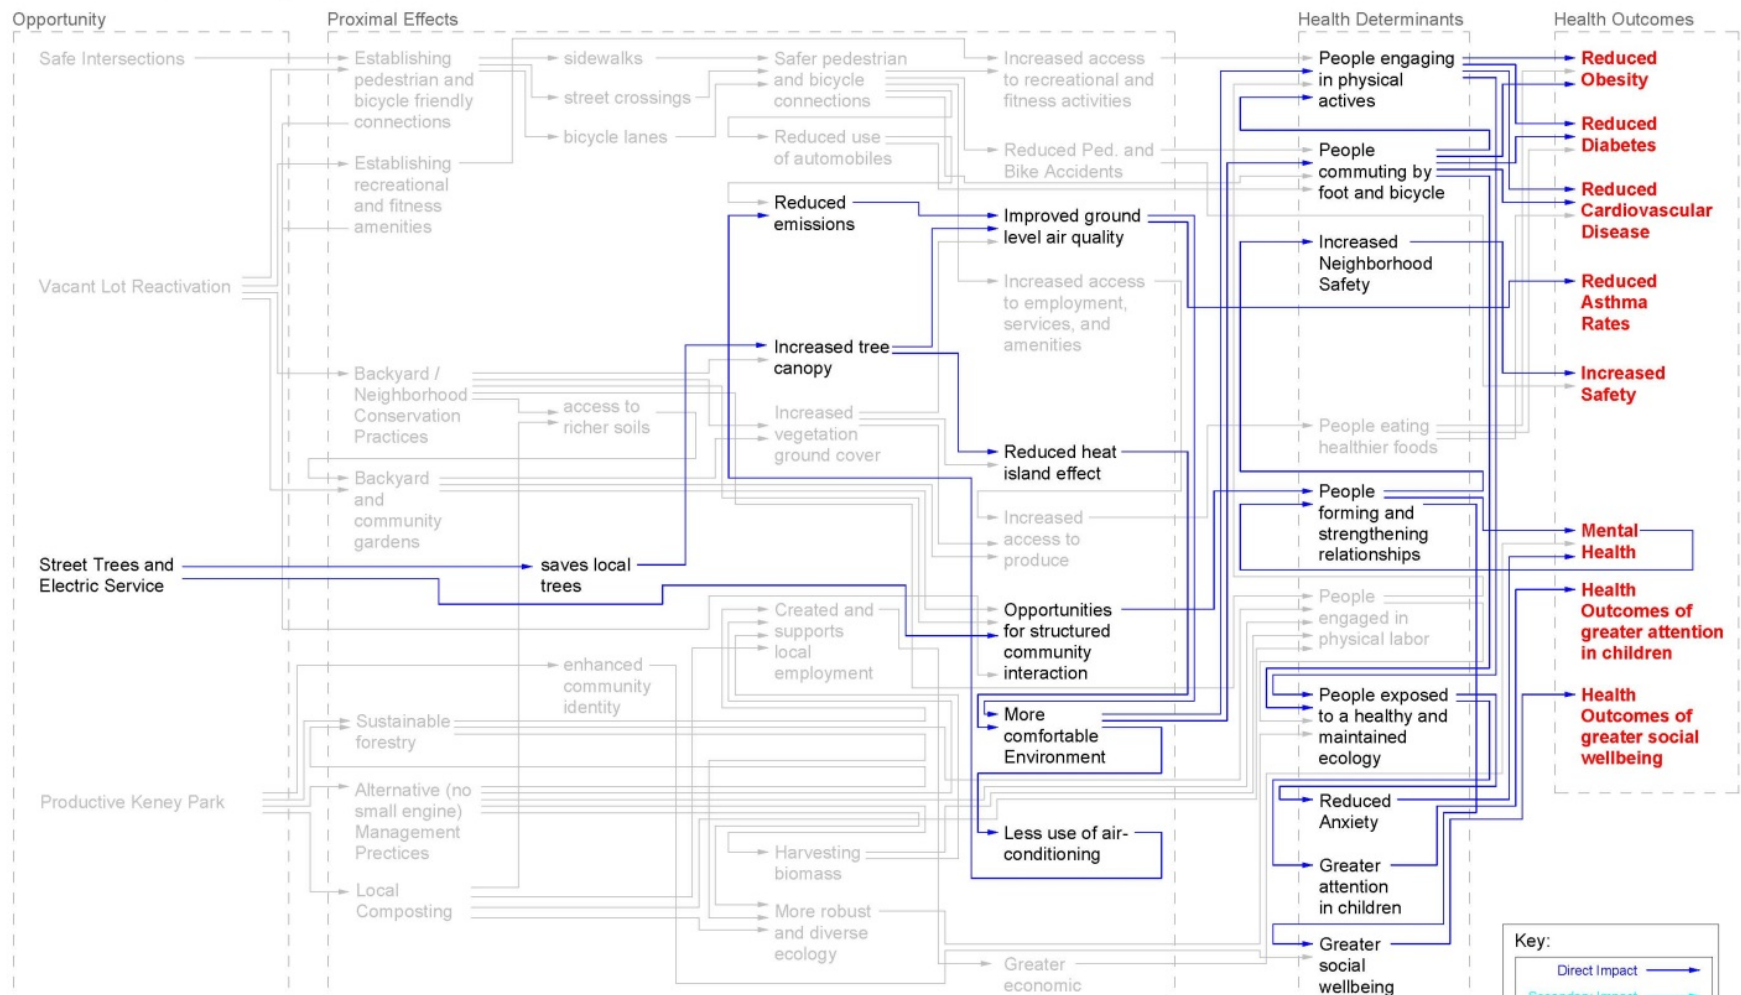 Opportunity
Proximal Effects
Health Determinants
Health Outcomes
Safe Intersections
Vacant Lot Reactivation
Street Trees and
Electric Service
Productive Keney Park
Establishing
pedestrian and
bicycle friendly
connections
Establishing
recreational
and fitness
amenities
Backyard /
Neighborhood
Conservation
Practices
Backyard
and
community
gardens
Sustainable
forestry
Alternative (no
small engine)
Management
Prectices
Local
Composting
sidewalks
street crossings
bicycle lanes
access to
richer soils
saves local
trees
enhanced
community
identity
Safer pedestrian
and bicycle
connections
Reduced use
of automobiles
Reduced
emissions
Increased tree
canopy
Increased
vegetation
ground cover
Created and
supports
local
employment
Harvesting
biomass
More robust
and diverse
ecology
Increased access
to recreational and
fitness activities
Reduced Ped. and
Bike Accidents
Improved ground
level air quality
Increased access
to employment,
services, and
amenities
Reduced heat
island effect
Increased
access to
produce
Opportunities
for structured
community
interaction
More
comfortable
Environment
Less use of air-
conditioning
Greater
economic
People engaging
in physical
actives
People
commuting by
foot and bicycle
Increased
Neighborhood
Safety
People eating
healthier foods
People
forming and
strengthening
relationships
People
engaged in
physical labor
People exposed
to a healthy and
maintained
ecology
Reduced
Anxiety
Greater
attention
in children
Greater
social
wellbeing
Reduced
Obesity
Reduced
Diabetes
Reduced
Cardiovascular
Disease
Reduced
Asthma
Rates
Increased
Safety
Mental
Health
Health
Outcomes of
greater attention
in children
Health
Outcomes of
greater social
wellbeing
Key:
Direct Impact